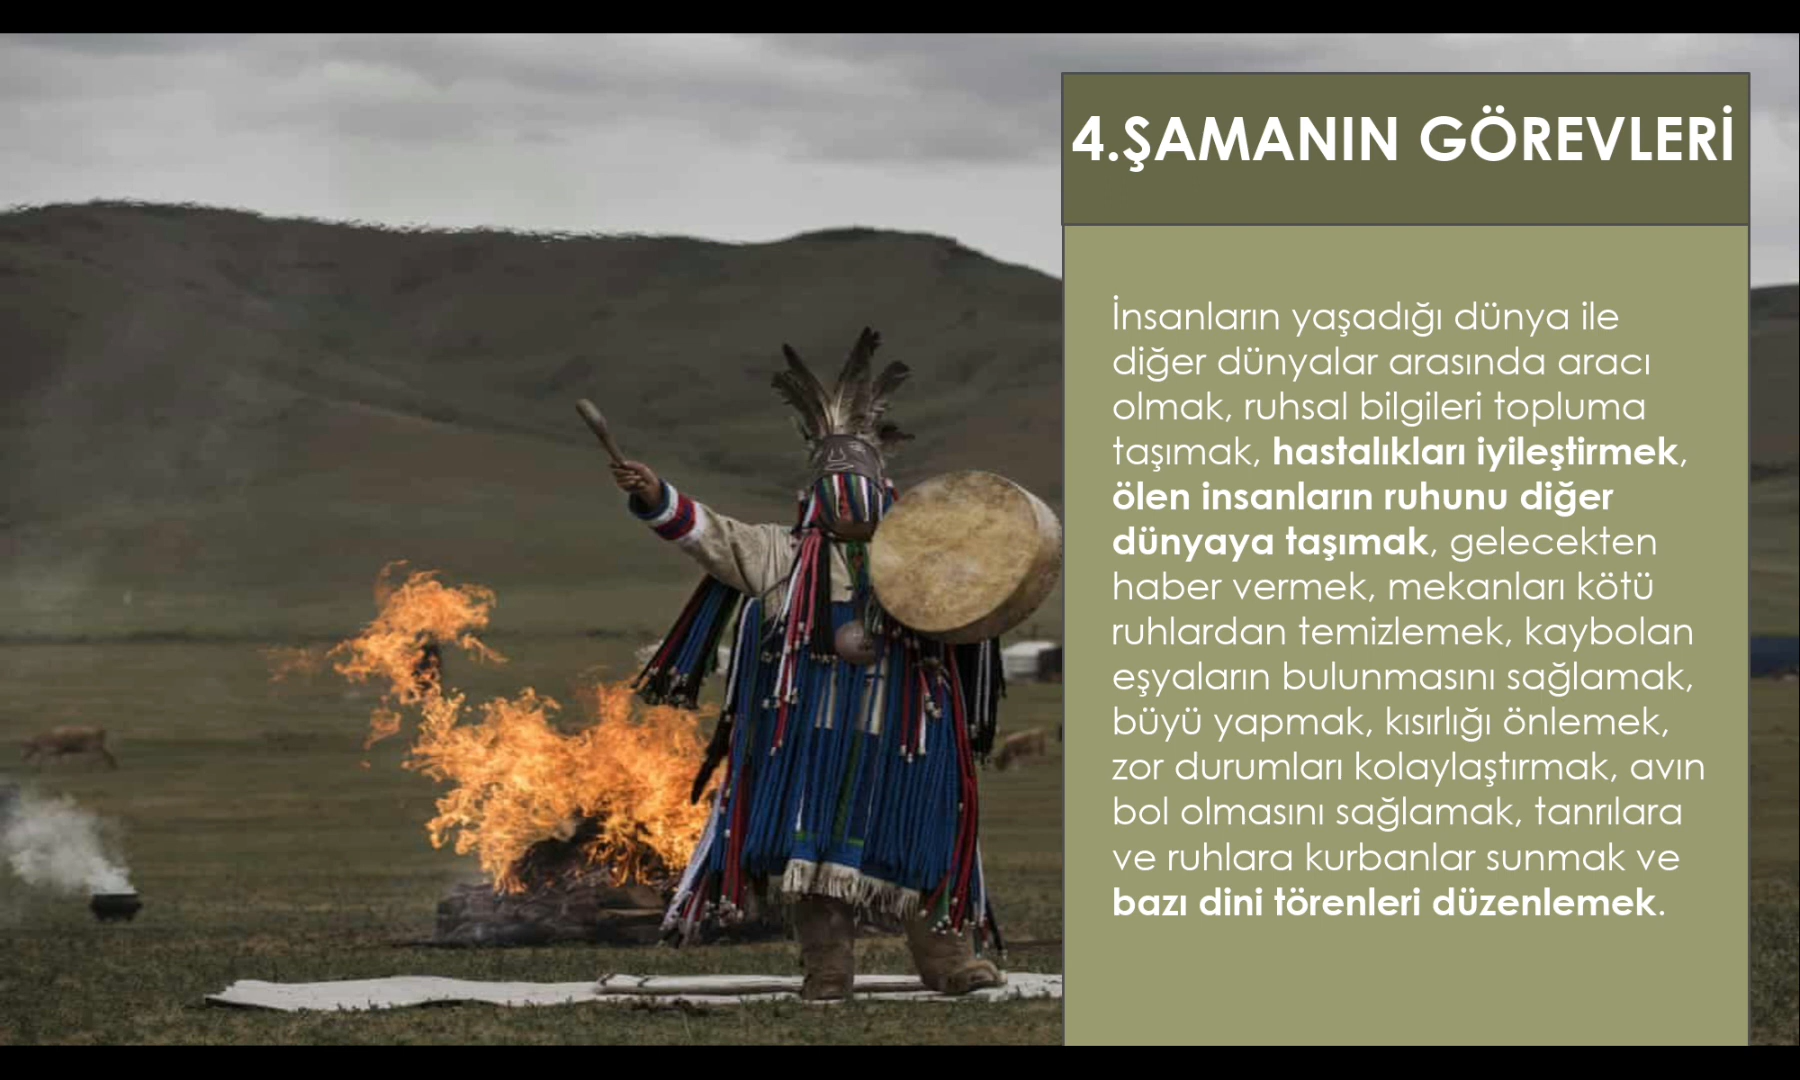 4.ŞAMANIN GÖREVLERİ
İnsanların yaşadığı dünya ile
diğer dünyalar arasında aracı
olmak, ruhsal bilgileri topluma
taşımak, hastalıkları iyileştirmek,
ölen insanların ruhunu diğer
dünyaya taşımak, gelecekten
haber vermek, mekanları kötü
ruhlardan temizlemek, kaybolan
eşyaların bulunmasını sağlamak,
büyü yapmak, kısırlığı önlemek,
zor durumları kolaylaştırmak, avın
bol olmasını sağlamak, tanrılara
ve ruhlara kurbanlar sunmak ve
bazı dini törenleri düzenlemek.